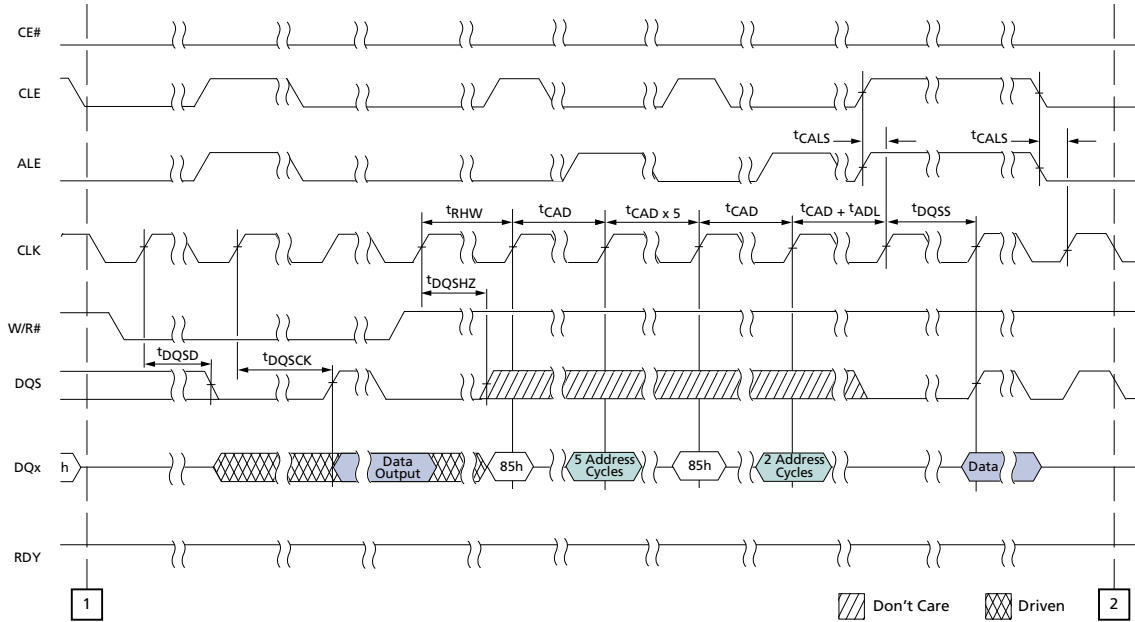 CE#
CLE
tCALS
tCALS
ALE
tRHW
tCAD
tCAD x 5
tCAD
tCAD + tADL
tDQSS
CLK
tDQSHZ
W/R#
tDQSD
tDQSCK
DQS
DQx
h
Data
Output
85h
5 Address
Cycles
85h
2 Address
Cycles
Data
RDY
1
Don't Care
Driven
2